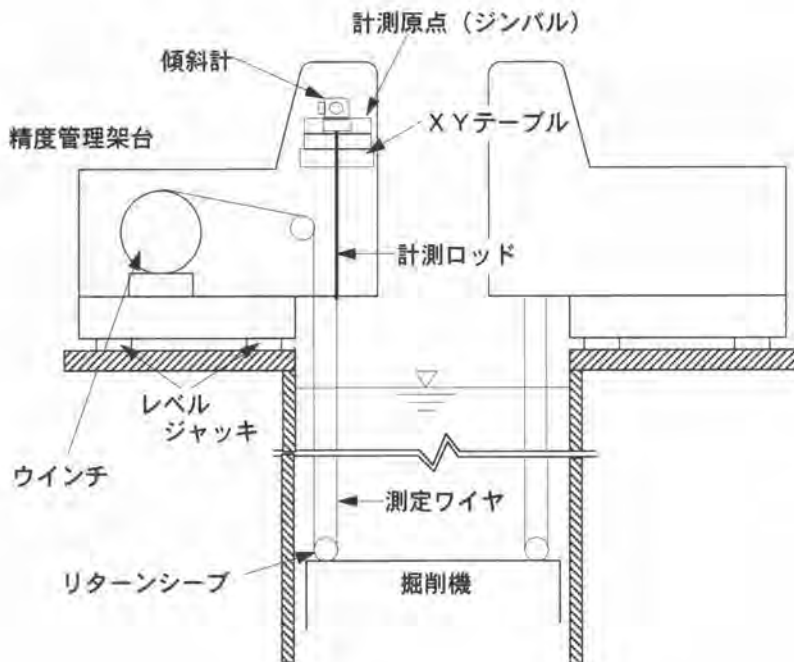 計測原点（ジンバル）
傾斜計
ＸＹテーブル
精度管理架台
計測ロッド
レベル
ジャッキ
ウインチ
測定ワイヤ
リターンシーブ
掘削機